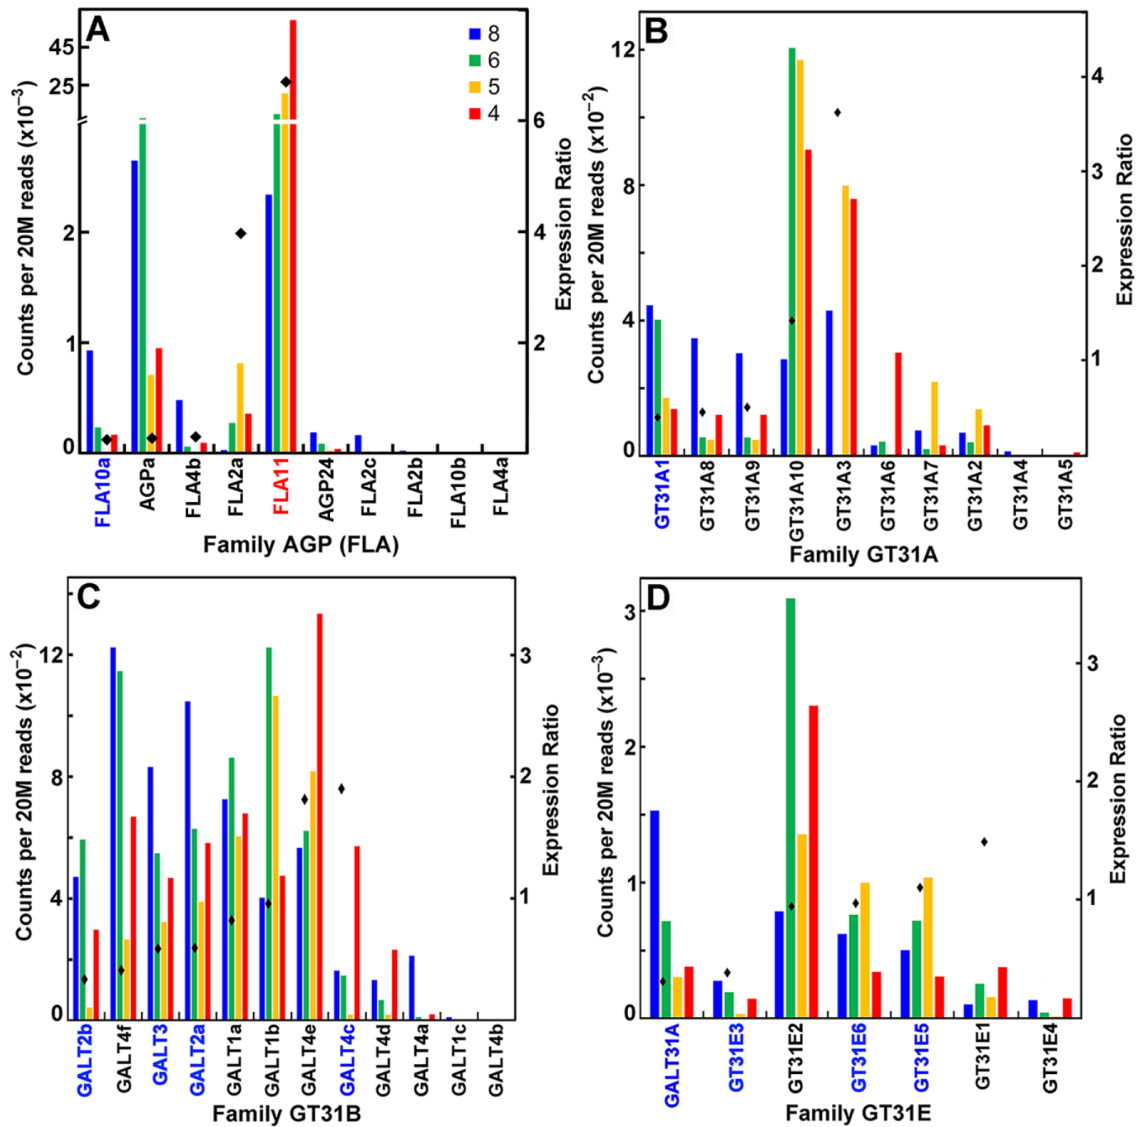 A
8
6
5
4
45
25
2
1
0
6
4
2
Counts per 20M reads (x10⁻³)
Expression Ratio
FLA10a
AGPa
FLA4b
FLA2a
FLA11
AGP24
FLA2c
FLA2b
FLA10b
FLA4a
Family AGP (FLA)
B
12
8
4
0
4
3
2
1
Counts per 20M reads (x10⁻²)
Expression Ratio
GT31A1
GT31A8
GT31A9
GT31A10
GT31A3
GT31A6
GT31A7
GT31A2
GT31A4
GT31A5
Family GT31A
C
12
8
4
0
3
2
1
Counts per 20M reads (x10⁻²)
Expression Ratio
GALT2b
GALT4f
GALT3
GALT2a
GALT1a
GALT1b
GALT4e
GALT4c
GALT4d
GALT4a
GALT1c
GALT4b
Family GT31B
D
3
2
1
0
3
2
1
Counts per 20M reads (x10⁻³)
Expression Ratio
GALT31A
GT31E3
GT31E2
GT31E6
GT31E5
GT31E1
GT31E4
Family GT31E